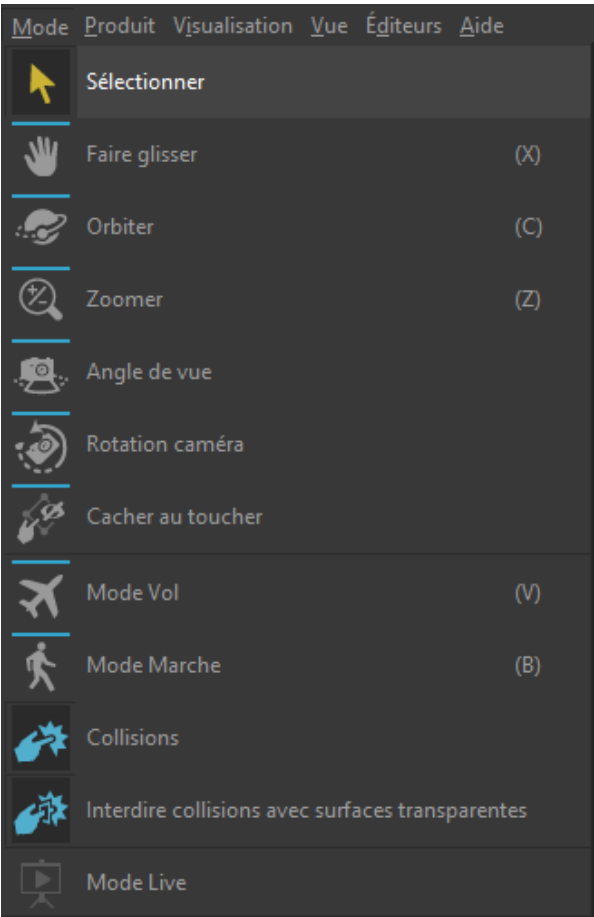 Mode Produit Visualisation Vue Éditeurs Aide
Sélectionner
Faire glisser (X)
Orbiter (C)
Zoomer (Z)
Angle de vue
Rotation caméra
Cacher au toucher
Mode Vol (V)
Mode Marche (B)
Collisions
Interdire collisions avec surfaces transparentes
Mode Live